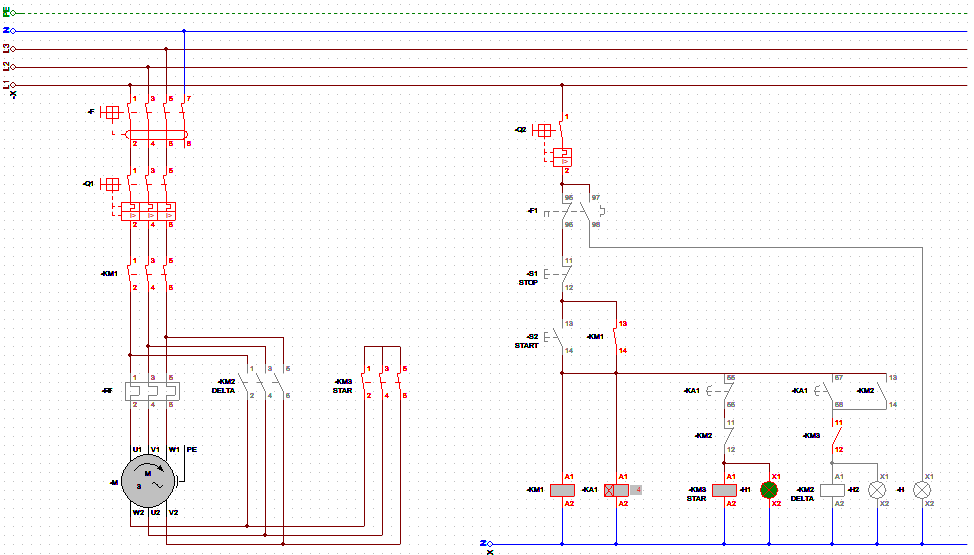 PE
N
L3
L2
L1
X
1 3 5 7
-F
2 4 6 8
1 3 5
-Q1
I> I> I>
2 4 6
1 3 5
-KM1
2 4 6
1 3 5
-RF
2 4 6
1 3 5
-KM2
DELTA
2 4 6
1 3 5
-KM3
STAR
2 4 6
U1 V1 W1 PE
-M
M
3
W2 U2 V2
1
-Q2
I>
2
95 97
-F1
96 98
11
-S1
STOP
12
13
-S2
START
14
13
-KM1
14
55
-KA1
56
67
-KA1
68
13
-KM2
14
11
-KM2
12
11
-KM3
12
A1 A1 A1 X1 A1 X1 X1
-KM1 -KA1 4 -KM3 -H1 -KM2 -H2 -H
STAR DELTA
A2 A2 A2 X2 A2 X2 X2
N
X